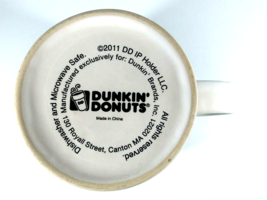 ©2011 DD IP Holder LLC.
All rights reserved.
Dishwasher and Microwave Safe.
Manufactured exclusively for: Dunkin' Brands, Inc.
130 Royall Street, Canton MA 02021
DUNKIN'
DONUTS
Made in China